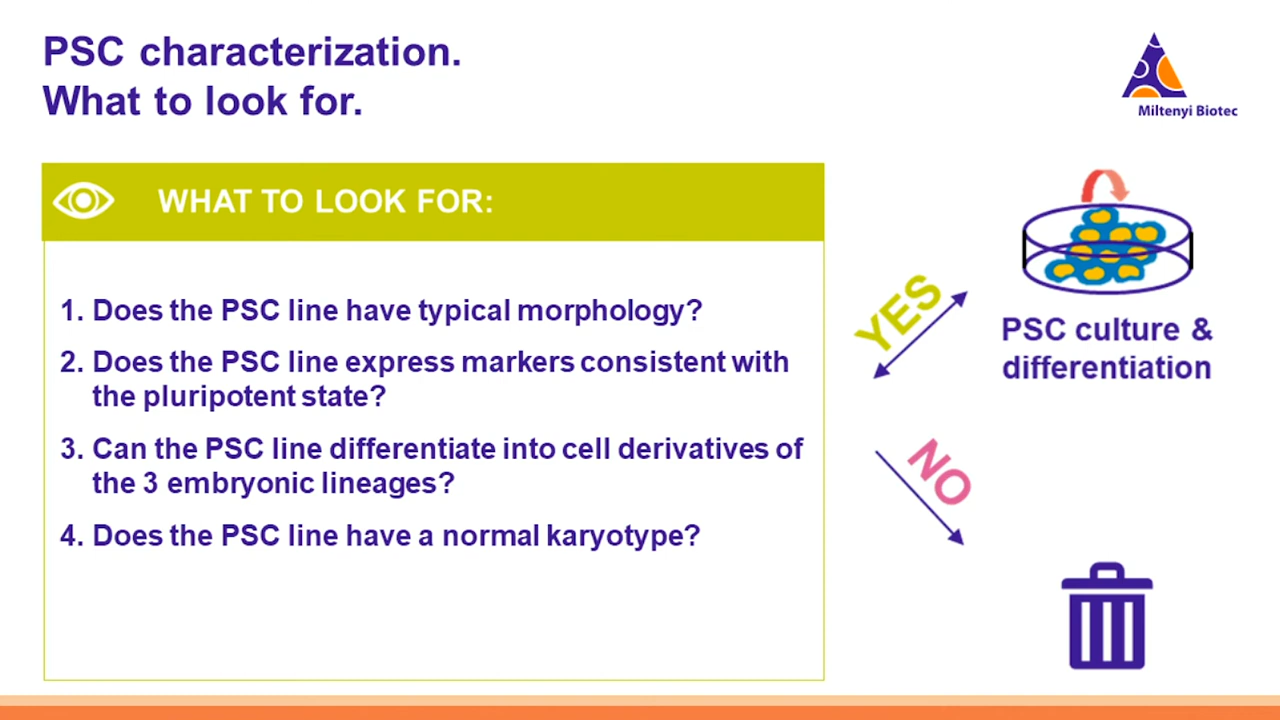 PSC characterization.
What to look for.
Miltenyi Biotec
WHAT TO LOOK FOR:
1. Does the PSC line have typical morphology?
2. Does the PSC line express markers consistent with
the pluripotent state?
3. Can the PSC line differentiate into cell derivatives of
the 3 embryonic lineages?
4. Does the PSC line have a normal karyotype?
YES
PSC culture &
differentiation
NO